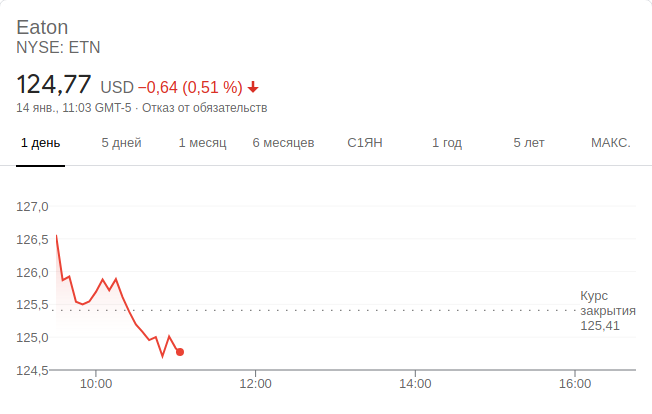 Eaton
NYSE: ETN
124,77 USD −0,64 (0,51 %)
14 янв., 11:03 GMT-5 · Отказ от обязательств
1 день 5 дней 1 месяц 6 месяцев С1ЯН 1 год 5 лет МАКС.
127,0
126,5
126,0
125,5
125,0
124,5
Курс
закрытия
125,41
10:00 12:00 14:00 16:00